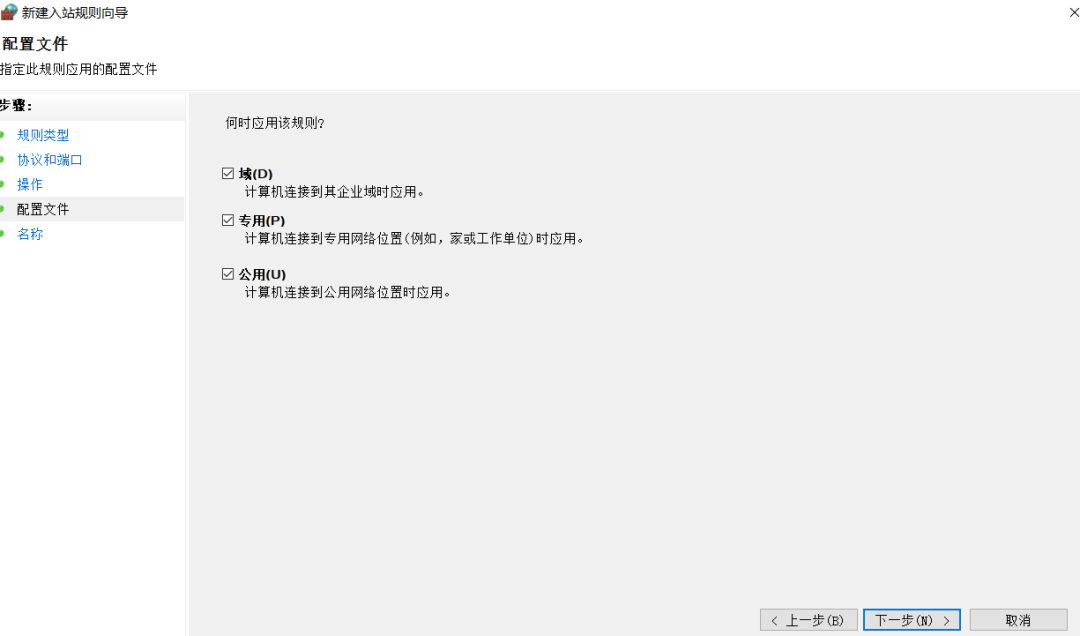 新建入站规则向导
配置文件
指定此规则应用的配置文件
步骤:
规则类型
协议和端口
操作
配置文件
名称
何时应用该规则?
域(D)
计算机连接到其企业域时应用。
专用(P)
计算机连接到专用网络位置(例如，家或工作单位)时应用。
公用(U)
计算机连接到公用网络位置时应用。
< 上一步(B)
下一步(N) >
取消